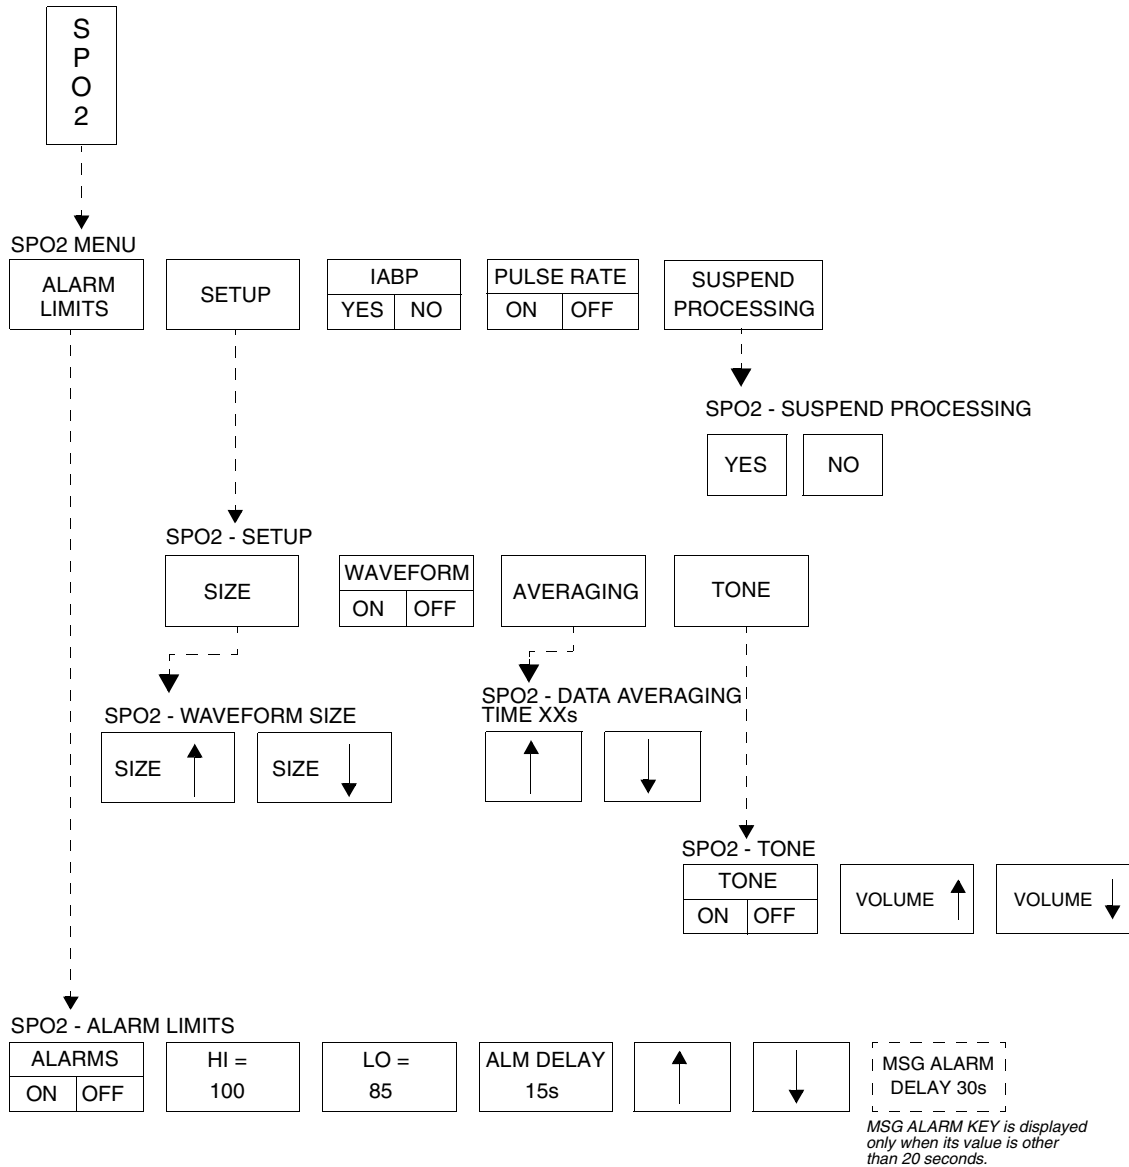 S
P
O
2
SPO2 MENU
ALARM
LIMITS
SETUP
IABP
YES NO
PULSE RATE
ON OFF
SUSPEND
PROCESSING
SPO2 - SUSPEND PROCESSING
YES
NO
SPO2 - SETUP
SIZE
WAVEFORM
ON OFF
AVERAGING
TONE
SPO2 - WAVEFORM SIZE
SIZE
SIZE
SPO2 - DATA AVERAGING
TIME XXs
SPO2 - TONE
TONE
ON OFF
VOLUME
VOLUME
SPO2 - ALARM LIMITS
ALARMS
ON OFF
HI =
100
LO =
85
ALM DELAY
15s
MSG ALARM
DELAY 30s
MSG ALARM KEY is displayed
only when its value is other
than 20 seconds.